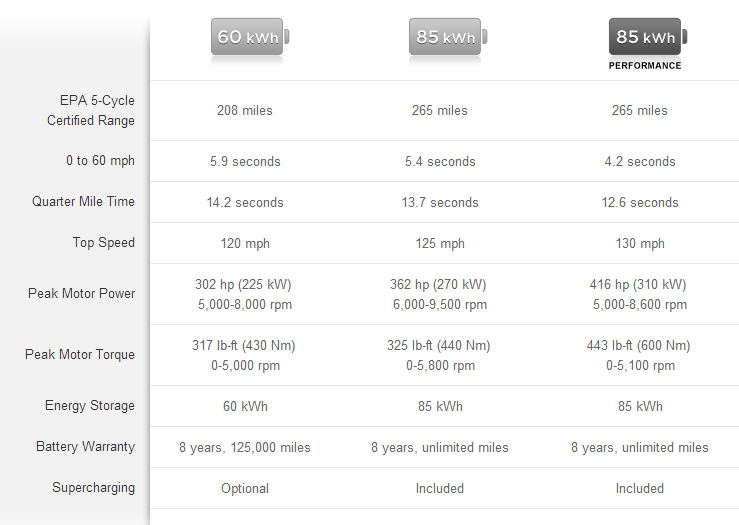 60 kWh 85 kWh 85 kWh
PERFORMANCE
EPA 5-Cycle
Certified Range 208 miles 265 miles 265 miles
0 to 60 mph 5.9 seconds 5.4 seconds 4.2 seconds
Quarter Mile Time 14.2 seconds 13.7 seconds 12.6 seconds
Top Speed 120 mph 125 mph 130 mph
Peak Motor Power 302 hp (225 kW) 362 hp (270 kW) 416 hp (310 kW)
5,000-8,000 rpm 6,000-9,500 rpm 5,000-8,600 rpm
Peak Motor Torque 317 lb-ft (430 Nm) 325 lb-ft (440 Nm) 443 lb-ft (600 Nm)
0-5,000 rpm 0-5,800 rpm 0-5,100 rpm
Energy Storage 60 kWh 85 kWh 85 kWh
Battery Warranty 8 years, 125,000 miles 8 years, unlimited miles 8 years, unlimited miles
Supercharging Optional Included Included